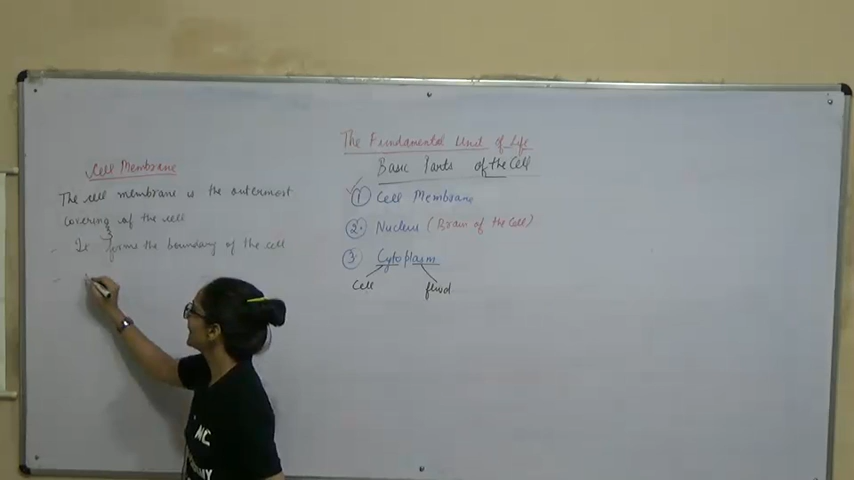 The Fundamental Unit of Life
Basic Parts of the Cell
① Cell Membrane
②. Nucleus (Brain of the Cell)
③ Cytoplasm
Cell fluid
Cell Membrane
The cell membrane is the outermost
covering of the cell
- It forms the boundary of the cell
-
NC